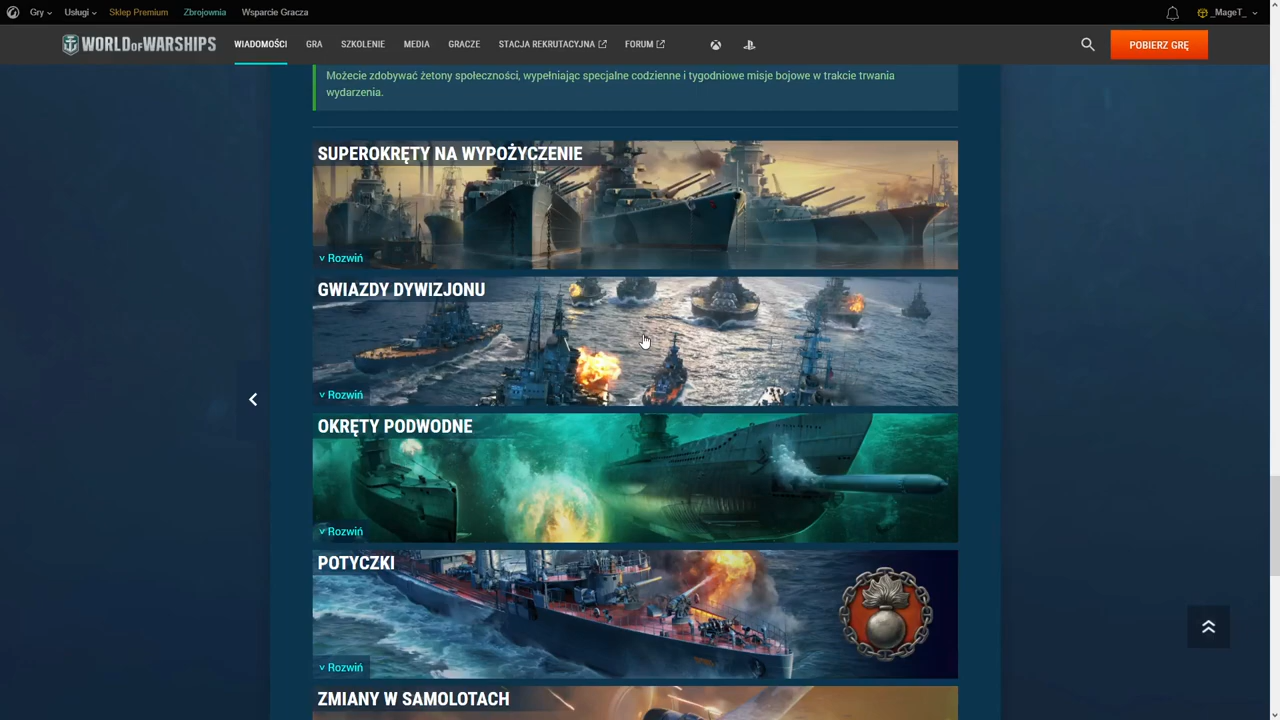 Gry
Usługi
Sklep Premium
Zbrojownia
Wsparcie Gracza
_MageT_
WORLD OF WARSHIPS
WIADOMOŚCI
GRA
SZKOLENIE
MEDIA
GRACZE
STACJA REKRUTACYJNA
FORUM
POBIERZ GRĘ
Możecie zdobywać żetony społeczności, wypełniając specjalne codzienne i tygodniowe misje bojowe w trakcie trwania
wydarzenia.
SUPEROKRĘTY NA WYPOŻYCZENIE
Rozwiń
GWIAZDY DYWIZJONU
Rozwiń
OKRĘTY PODWODNE
Rozwiń
POTYCZKI
Rozwiń
ZMIANY W SAMOLOTACH